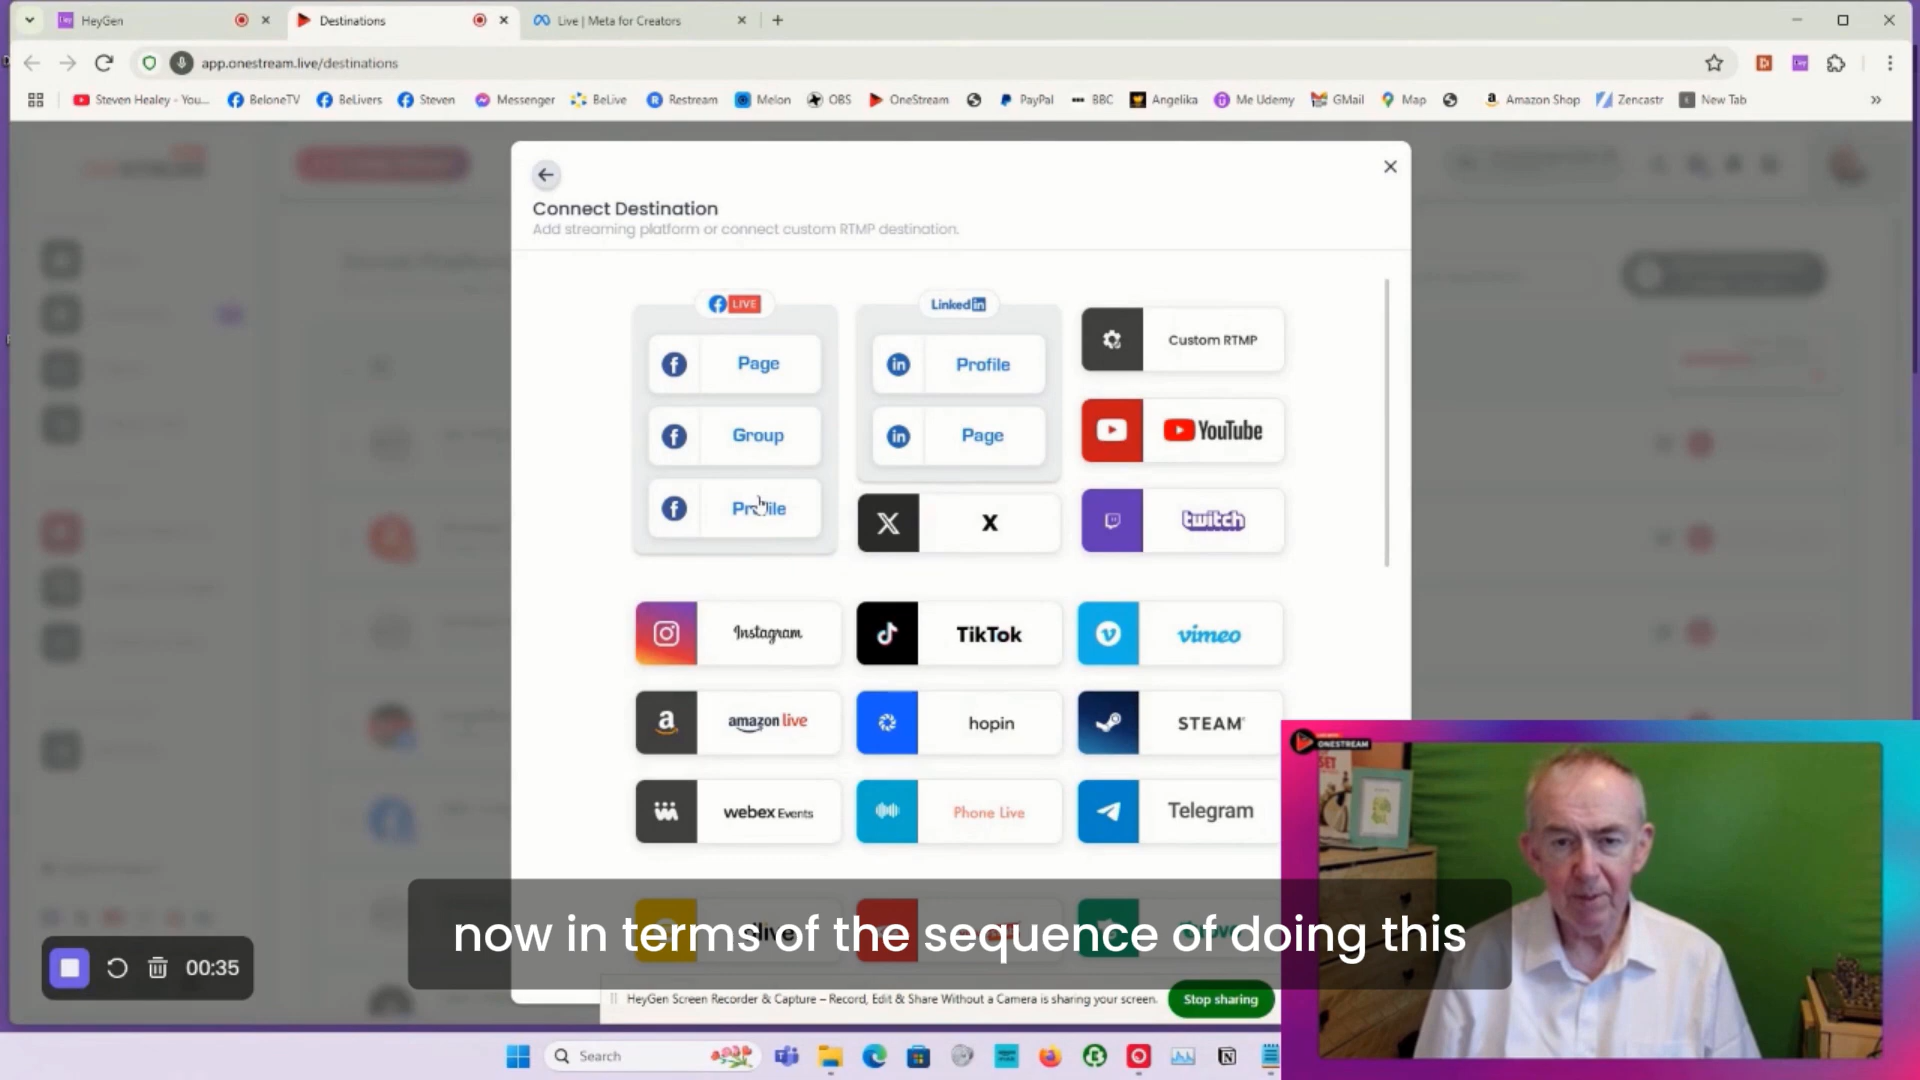 HeyGen
Destinations
Live | Meta for Creators
app.onestream.live/destinations
Steven Healey - You...
BeloneTV
BeLivers
Steven
Messenger
BeLive
Restream
Melon
OBS
OneStream
PayPal
BBC
Angelika
Me Udemy
GMail
Map
Amazon Shop
Zencastr
New Tab
Connect Destination
Add streaming platform or connect custom RTMP destination.
LIVE
Linked in
Page
Profile
Custom RTMP
Group
Page
YouTube
Profile
X
twitch
Instagram
TikTok
vimeo
amazon live
hopin
STEAM
webex Events
Phone Live
Telegram
ONESTREAM
now in terms of the sequence of doing this
00:35
HeyGen Screen Recorder & Capture – Record, Edit & Share Without a Camera is sharing your screen.
Stop sharing
Search